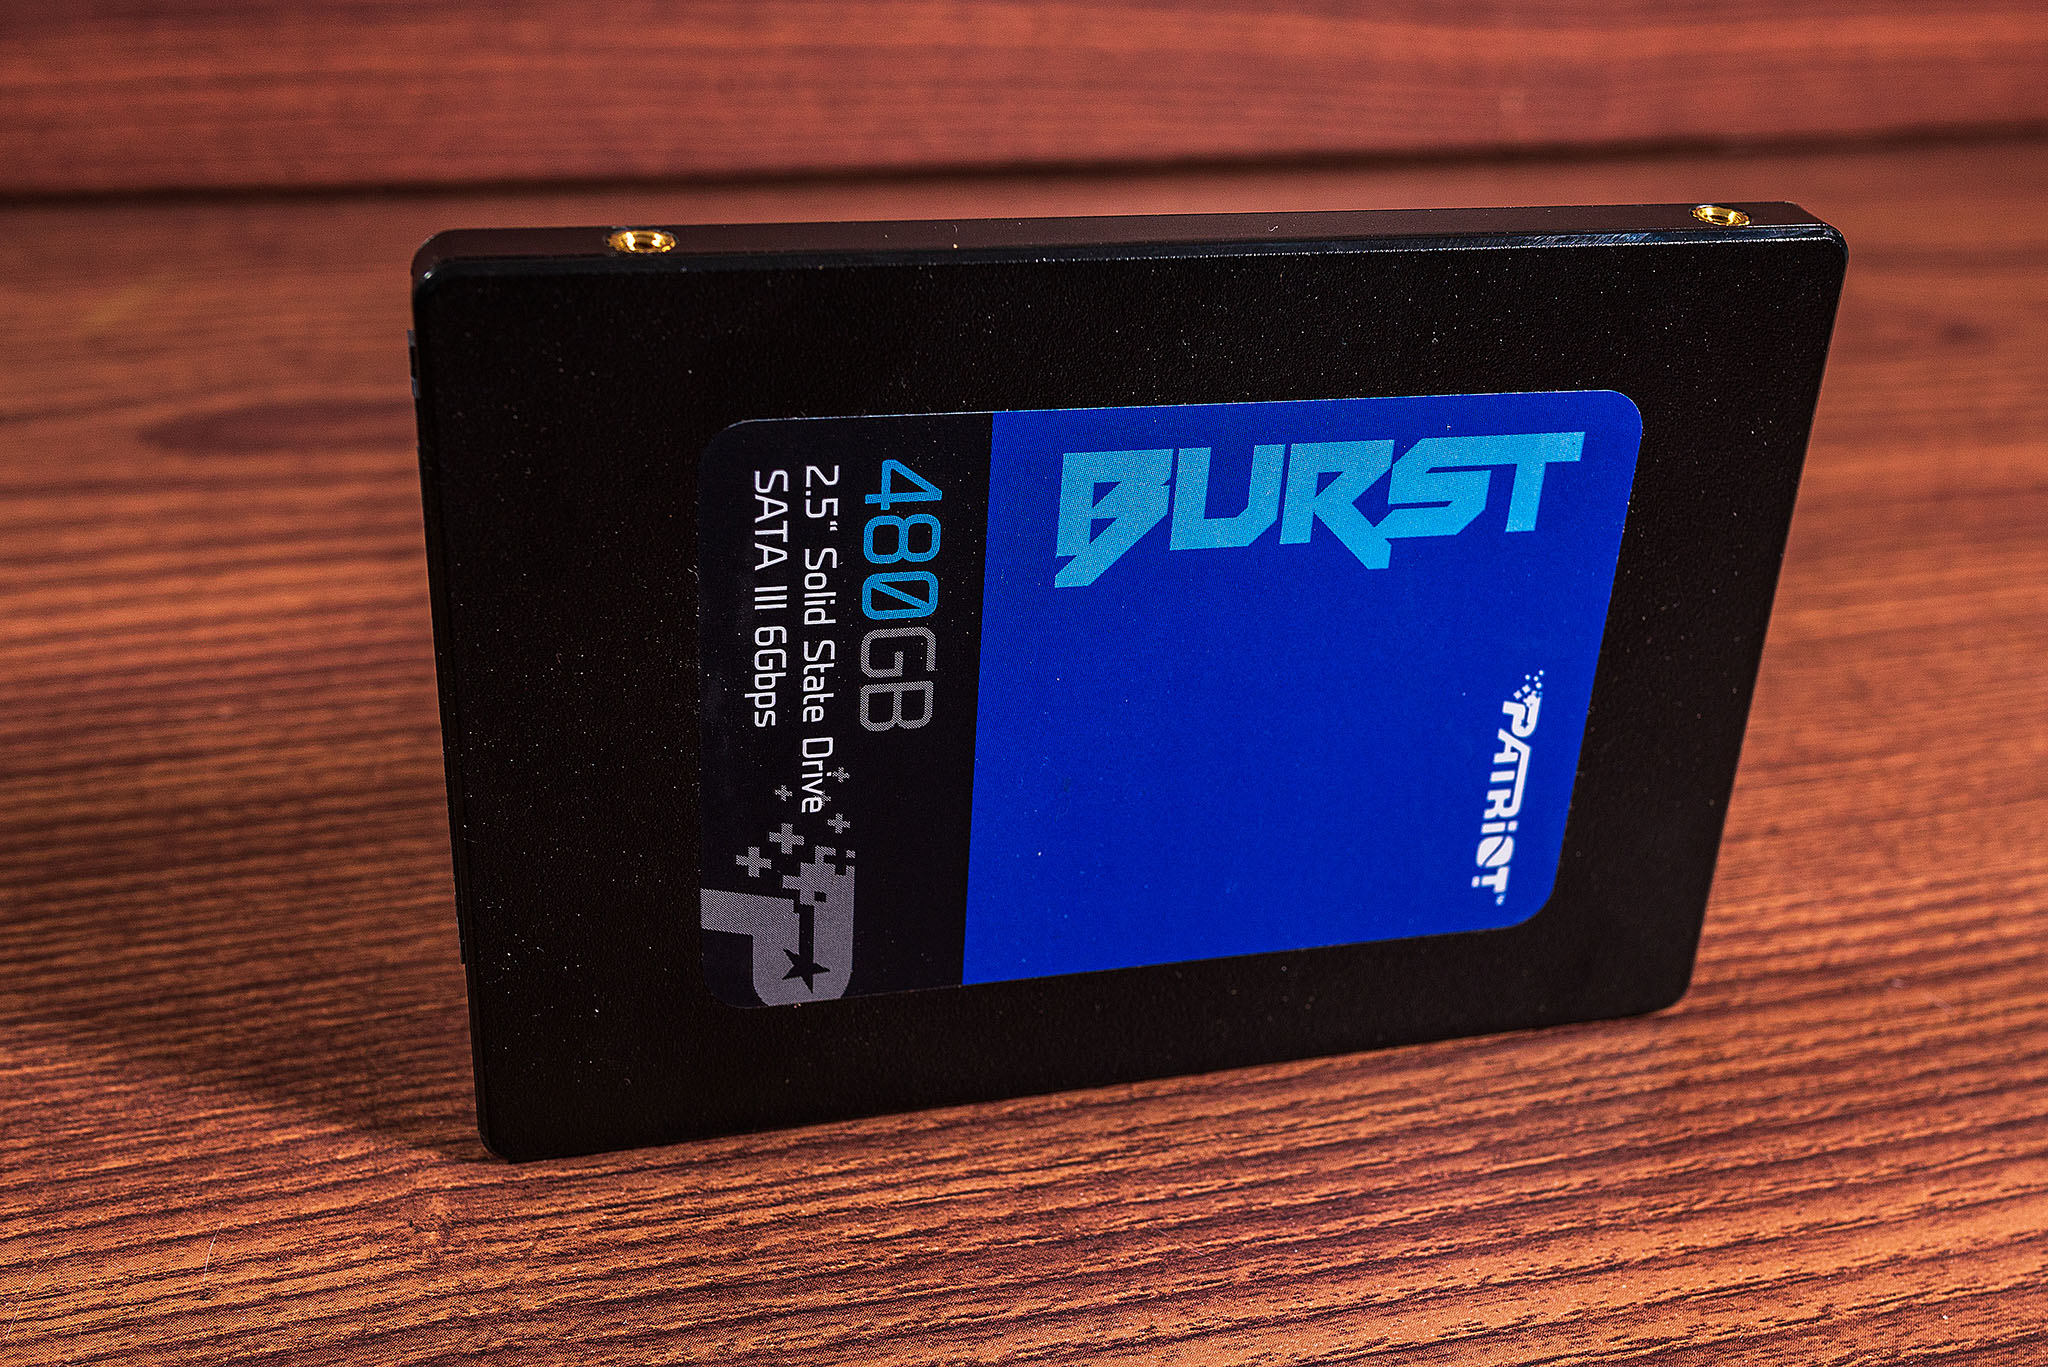 BURST
PATRIOT
480GB
2.5“ Solid State Drive
SATA III 6Gbps